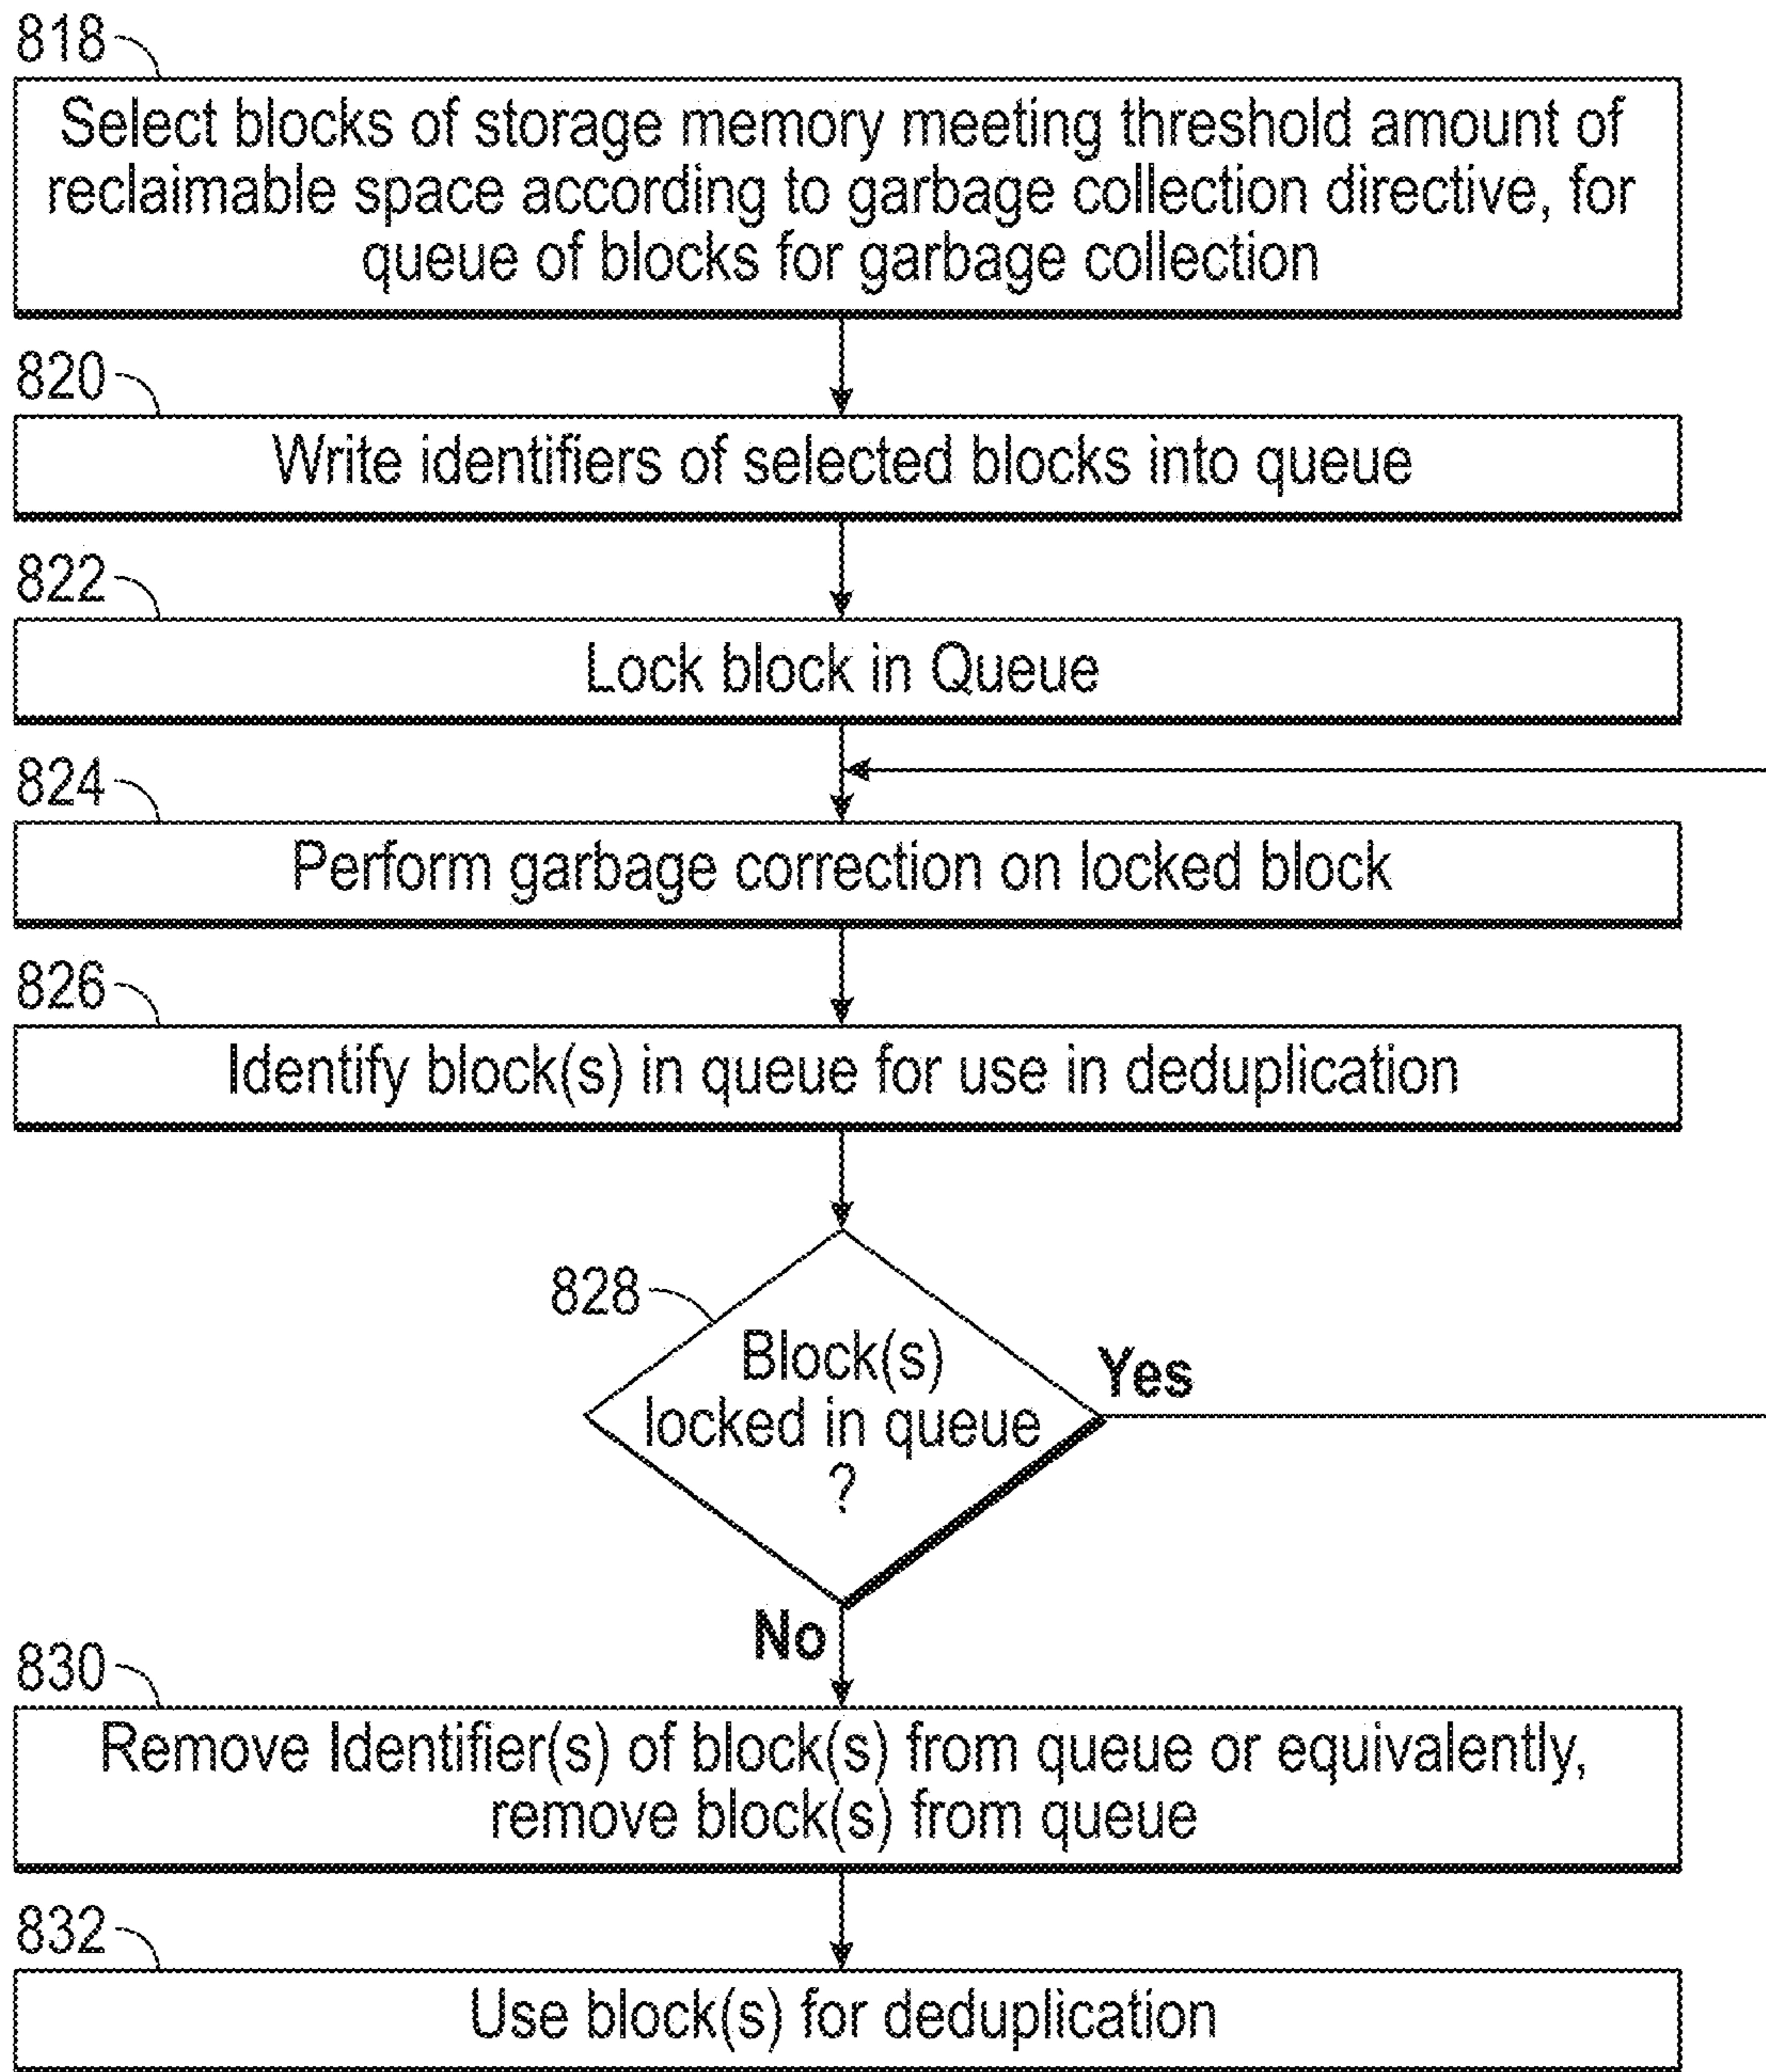 818
Select blocks of storage memory meeting threshold amount of
reclaimable space according to garbage collection directive, for
queue of blocks for garbage collection
820
Write identifiers of selected blocks into queue
822
Lock block in Queue
824
Perform garbage correction on locked block
826
Identify block(s) in queue for use in deduplication
828
Block(s)
locked in queue
?
Yes
No
830
Remove Identifier(s) of block(s) from queue or equivalently,
remove block(s) from queue
832
Use block(s) for deduplication